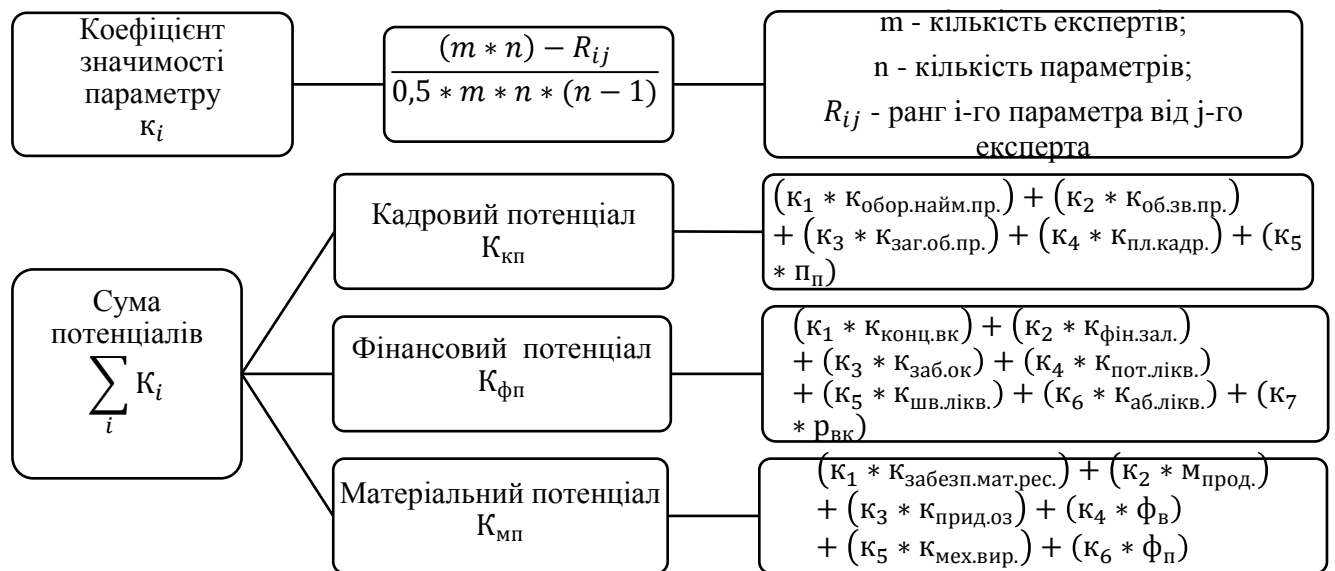 Коефіцієнт
значимості
параметру
к_i
(m * n) − R_ij
0,5 * m * n * (n − 1)
m - кількість експертів;
n - кількість параметрів;
R_ij - ранг i-го параметра від j-го
експерта
Сума
потенціалів
∑ К_i
i
Кадровий потенціал
К_кп
(к_1 * к_обор.найм.пр.) + (к_2 * к_об.зв.пр.)
+ (к_3 * к_заг.об.пр.) + (к_4 * к_пл.кадр.) + (к_5
* п_п)
Фінансовий потенціал
К_фп
(к_1 * к_конц.вк) + (к_2 * к_фін.зал.)
+ (к_3 * к_заб.ок) + (к_4 * к_пот.лікв.)
+ (к_5 * к_шв.лікв.) + (к_6 * к_аб.лікв.) + (к_7
* р_вк)
Матеріальний потенціал
К_мп
(к_1 * к_забезп.мат.рес.) + (к_2 * м_прод.)
+ (к_3 * к_прид.оз) + (к_4 * ф_в)
+ (к_5 * к_мех.вир.) + (к_6 * ф_п)